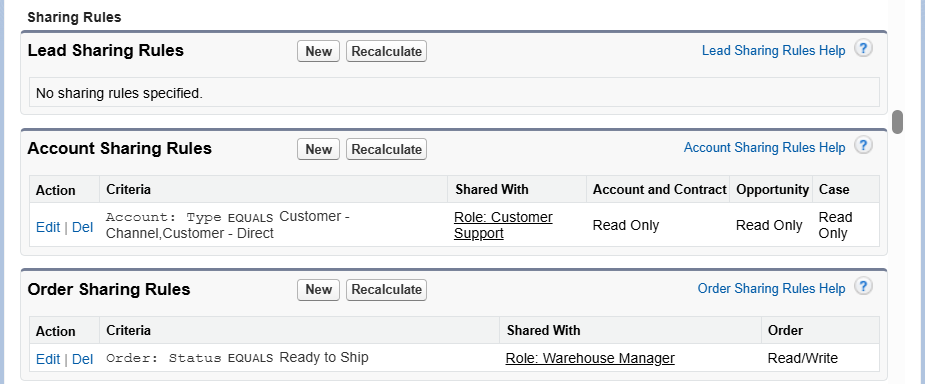 Sharing Rules
Lead Sharing Rules New Recalculate Lead Sharing Rules Help ?
No sharing rules specified.
Account Sharing Rules New Recalculate Account Sharing Rules Help ?
Action Criteria Shared With Account and Contract Opportunity Case
Edit | Del Account: Type EQUALS Customer - Channel,Customer - Direct Role: Customer Support Read Only Read Only Read Only
Order Sharing Rules New Recalculate Order Sharing Rules Help ?
Action Criteria Shared With Order
Edit | Del Order: Status EQUALS Ready to Ship Role: Warehouse Manager Read/Write